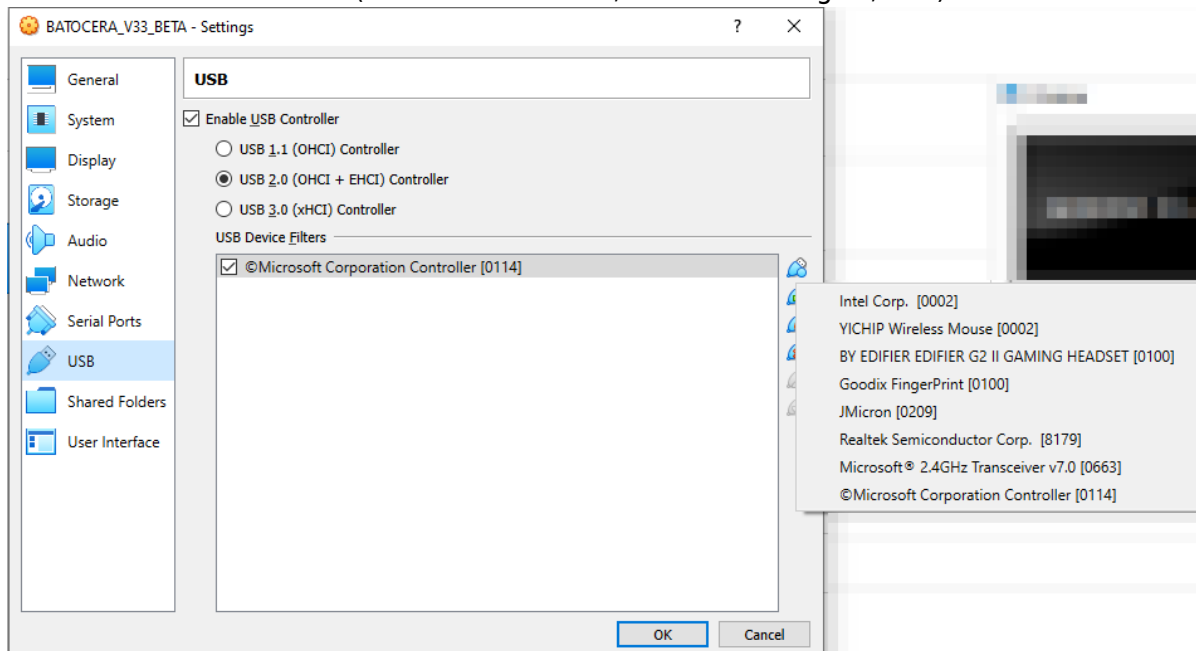 BATOCERA_V33_BETA - Settings
?
General
System
Display
Storage
Audio
Network
Serial Ports
USB
Shared Folders
User Interface
USB
Enable USB Controller
USB 1.1 (OHCI) Controller
USB 2.0 (OHCI + EHCI) Controller
USB 3.0 (xHCI) Controller
USB Device Filters
©Microsoft Corporation Controller [0114]
Intel Corp. [0002]
YICHIP Wireless Mouse [0002]
BY EDIFIER EDIFIER G2 II GAMING HEADSET [0100]
Goodix FingerPrint [0100]
JMicron [0209]
Realtek Semiconductor Corp. [8179]
Microsoft® 2.4GHz Transceiver v7.0 [0663]
©Microsoft Corporation Controller [0114]
OK
Cancel